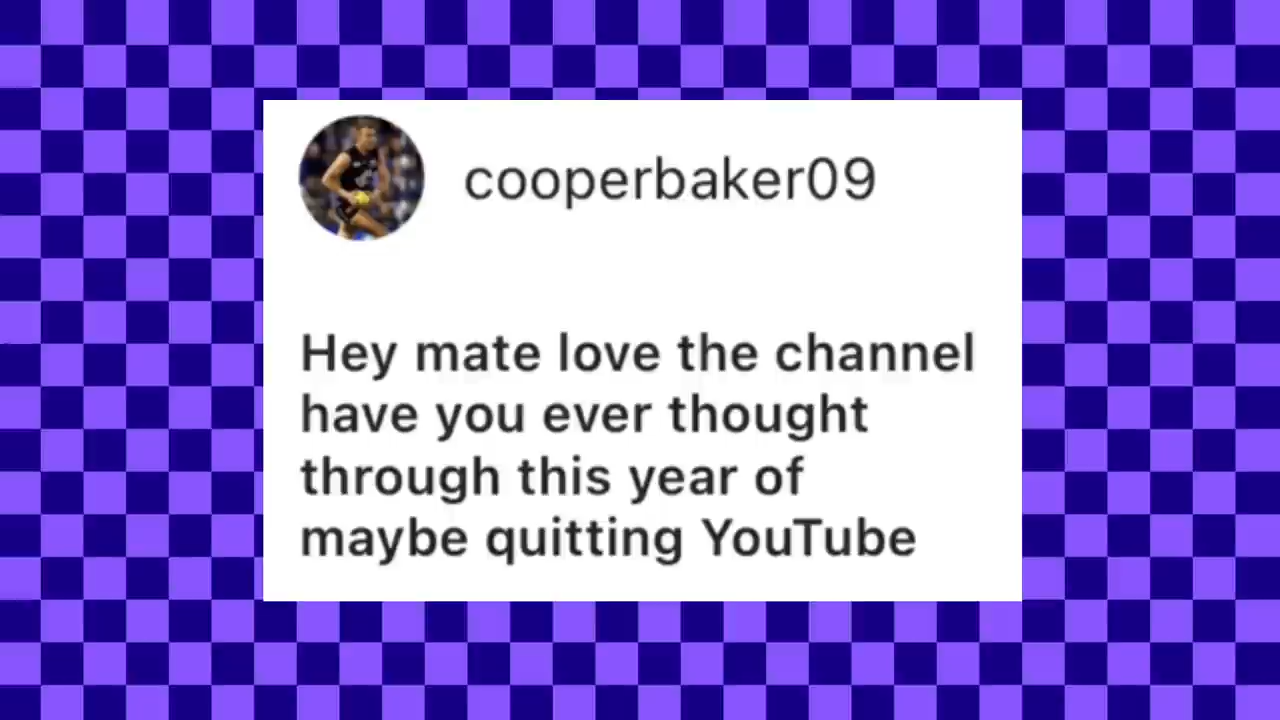 cooperbaker09
Hey mate love the channel
have you ever thought
through this year of
maybe quitting YouTube